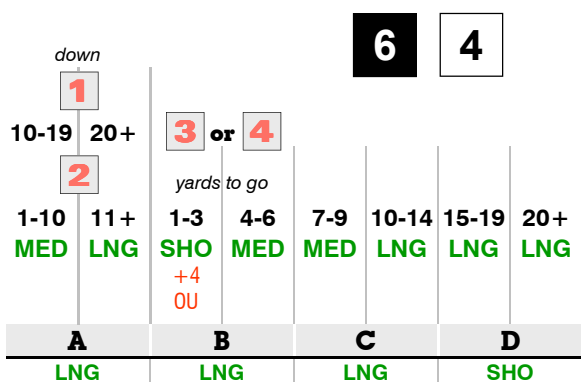 6 4
down
1
10-19 20+ 3 or 4
2 yards to go
1-10 11+ 1-3 4-6 7-9 10-14 15-19 20+
MED LNG SHO MED MED LNG LNG LNG
+4
OU
A B C D
LNG LNG LNG SHO